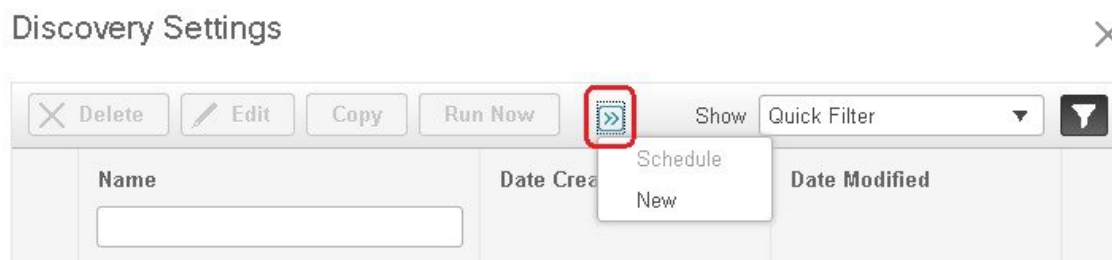 Discovery Settings
Delete Edit Copy Run Now Show Quick Filter
Schedule
Name Date Crea Date Modified
New